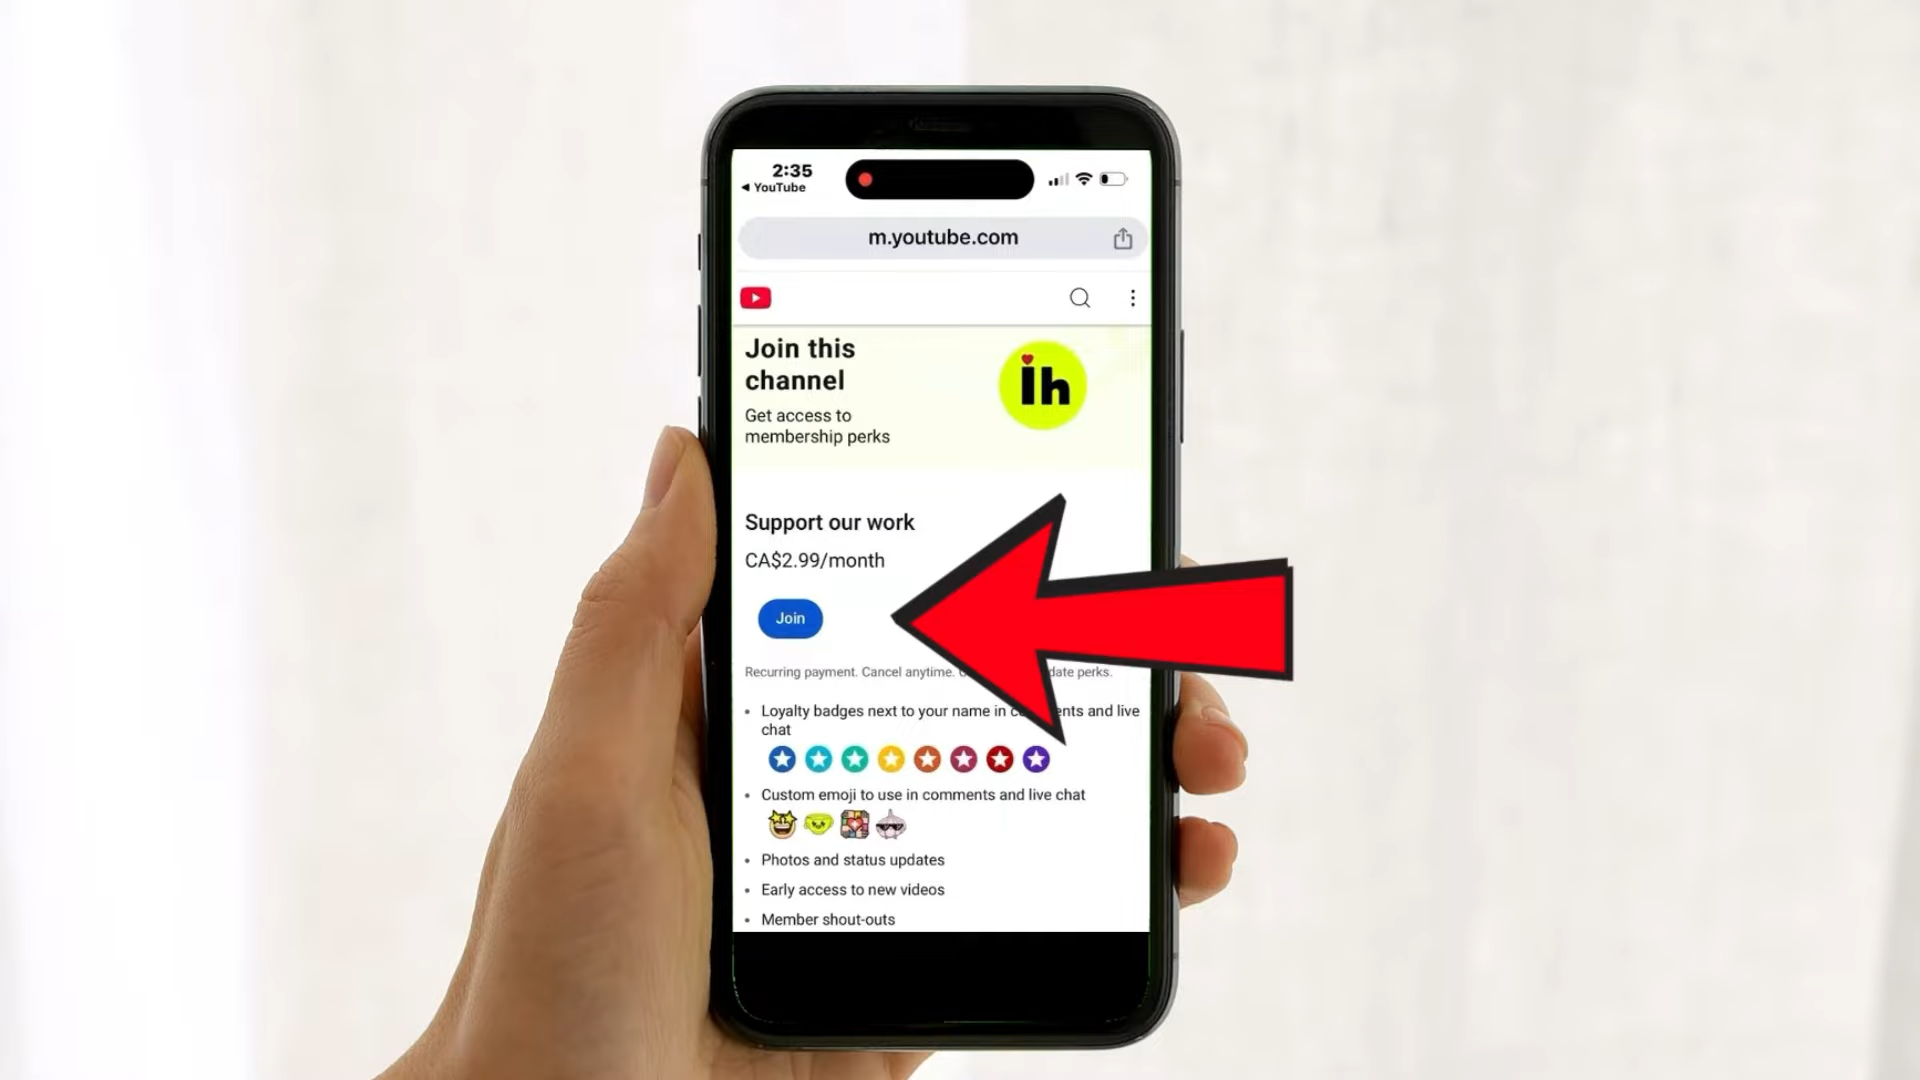 2:35
◄ YouTube
m.youtube.com
Join this
channel
ih
Get access to
membership perks
Support our work
CA$2.99/month
Join
Recurring payment. Cancel anytime. date perks.
Loyalty badges next to your name in ents and live
chat
Custom emoji to use in comments and live chat
Photos and status updates
Early access to new videos
Member shout-outs